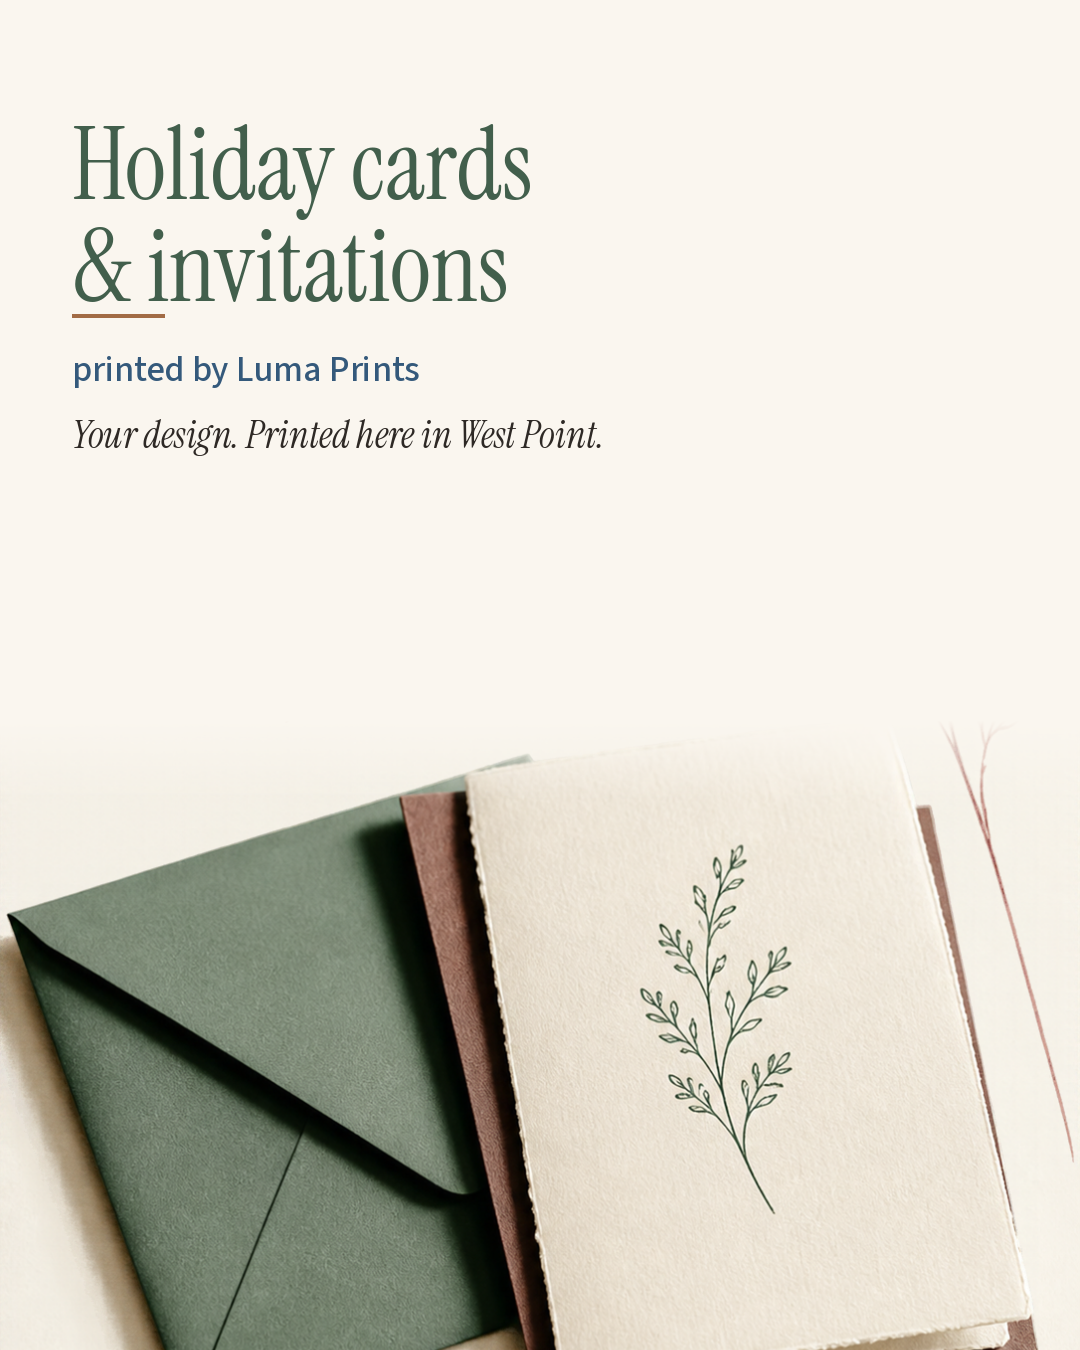 Holiday cards
& invitations
printed by Luma Prints
Your design. Printed here in West Point.